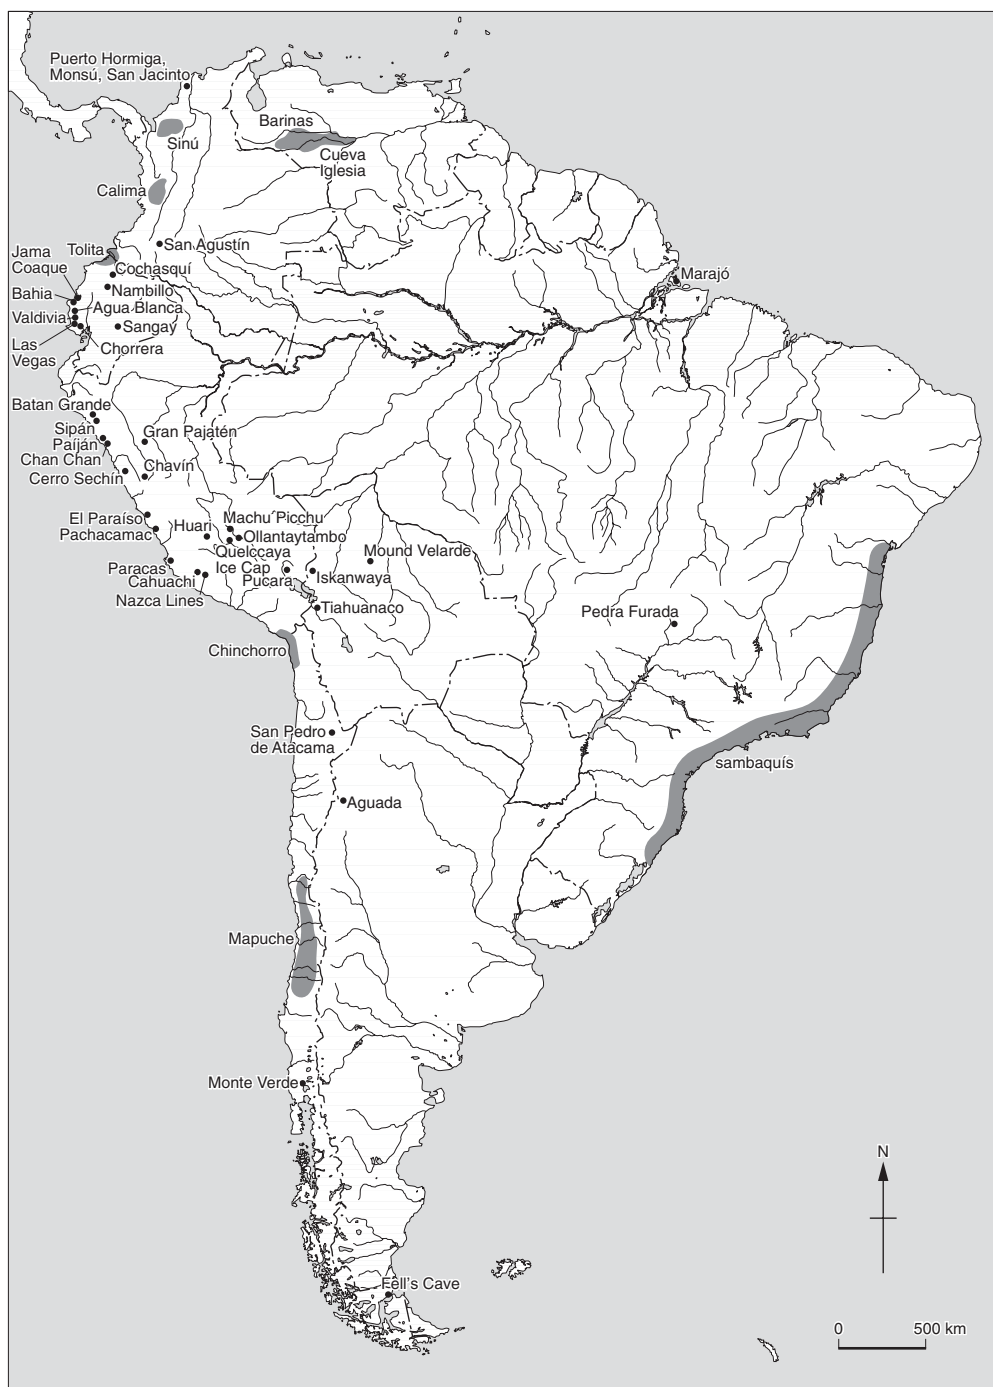 Puerto Hormiga,
Monsú, San Jacinto
Barinas
Sinú
Cueva
Iglesia
Calima
Tolita
San Agustín
Jama
Coaque
Cochasquí
Marajó
Bahia
Nambillo
Agua Blanca
Valdivia
Sangay
Las
Vegas
Chorrera
Batan Grande
Sipán
Gran Pajatén
Paíján
Chan Chan
Chavín
Cerro Sechín
El Paraíso
Machu Picchu
Huari
Pachacamac
Ollantaytambo
Quelccaya
Ice Cap
Mound Velarde
Paracas
Pucara
Iskanwaya
Cahuachi
Nazca Lines
Tiahuanaco
Pedra Furada
Chinchorro
San Pedro
de Atacama
sambaquís
Aguada
Mapuche
Monte Verde
N
Fell's Cave
0 500 km